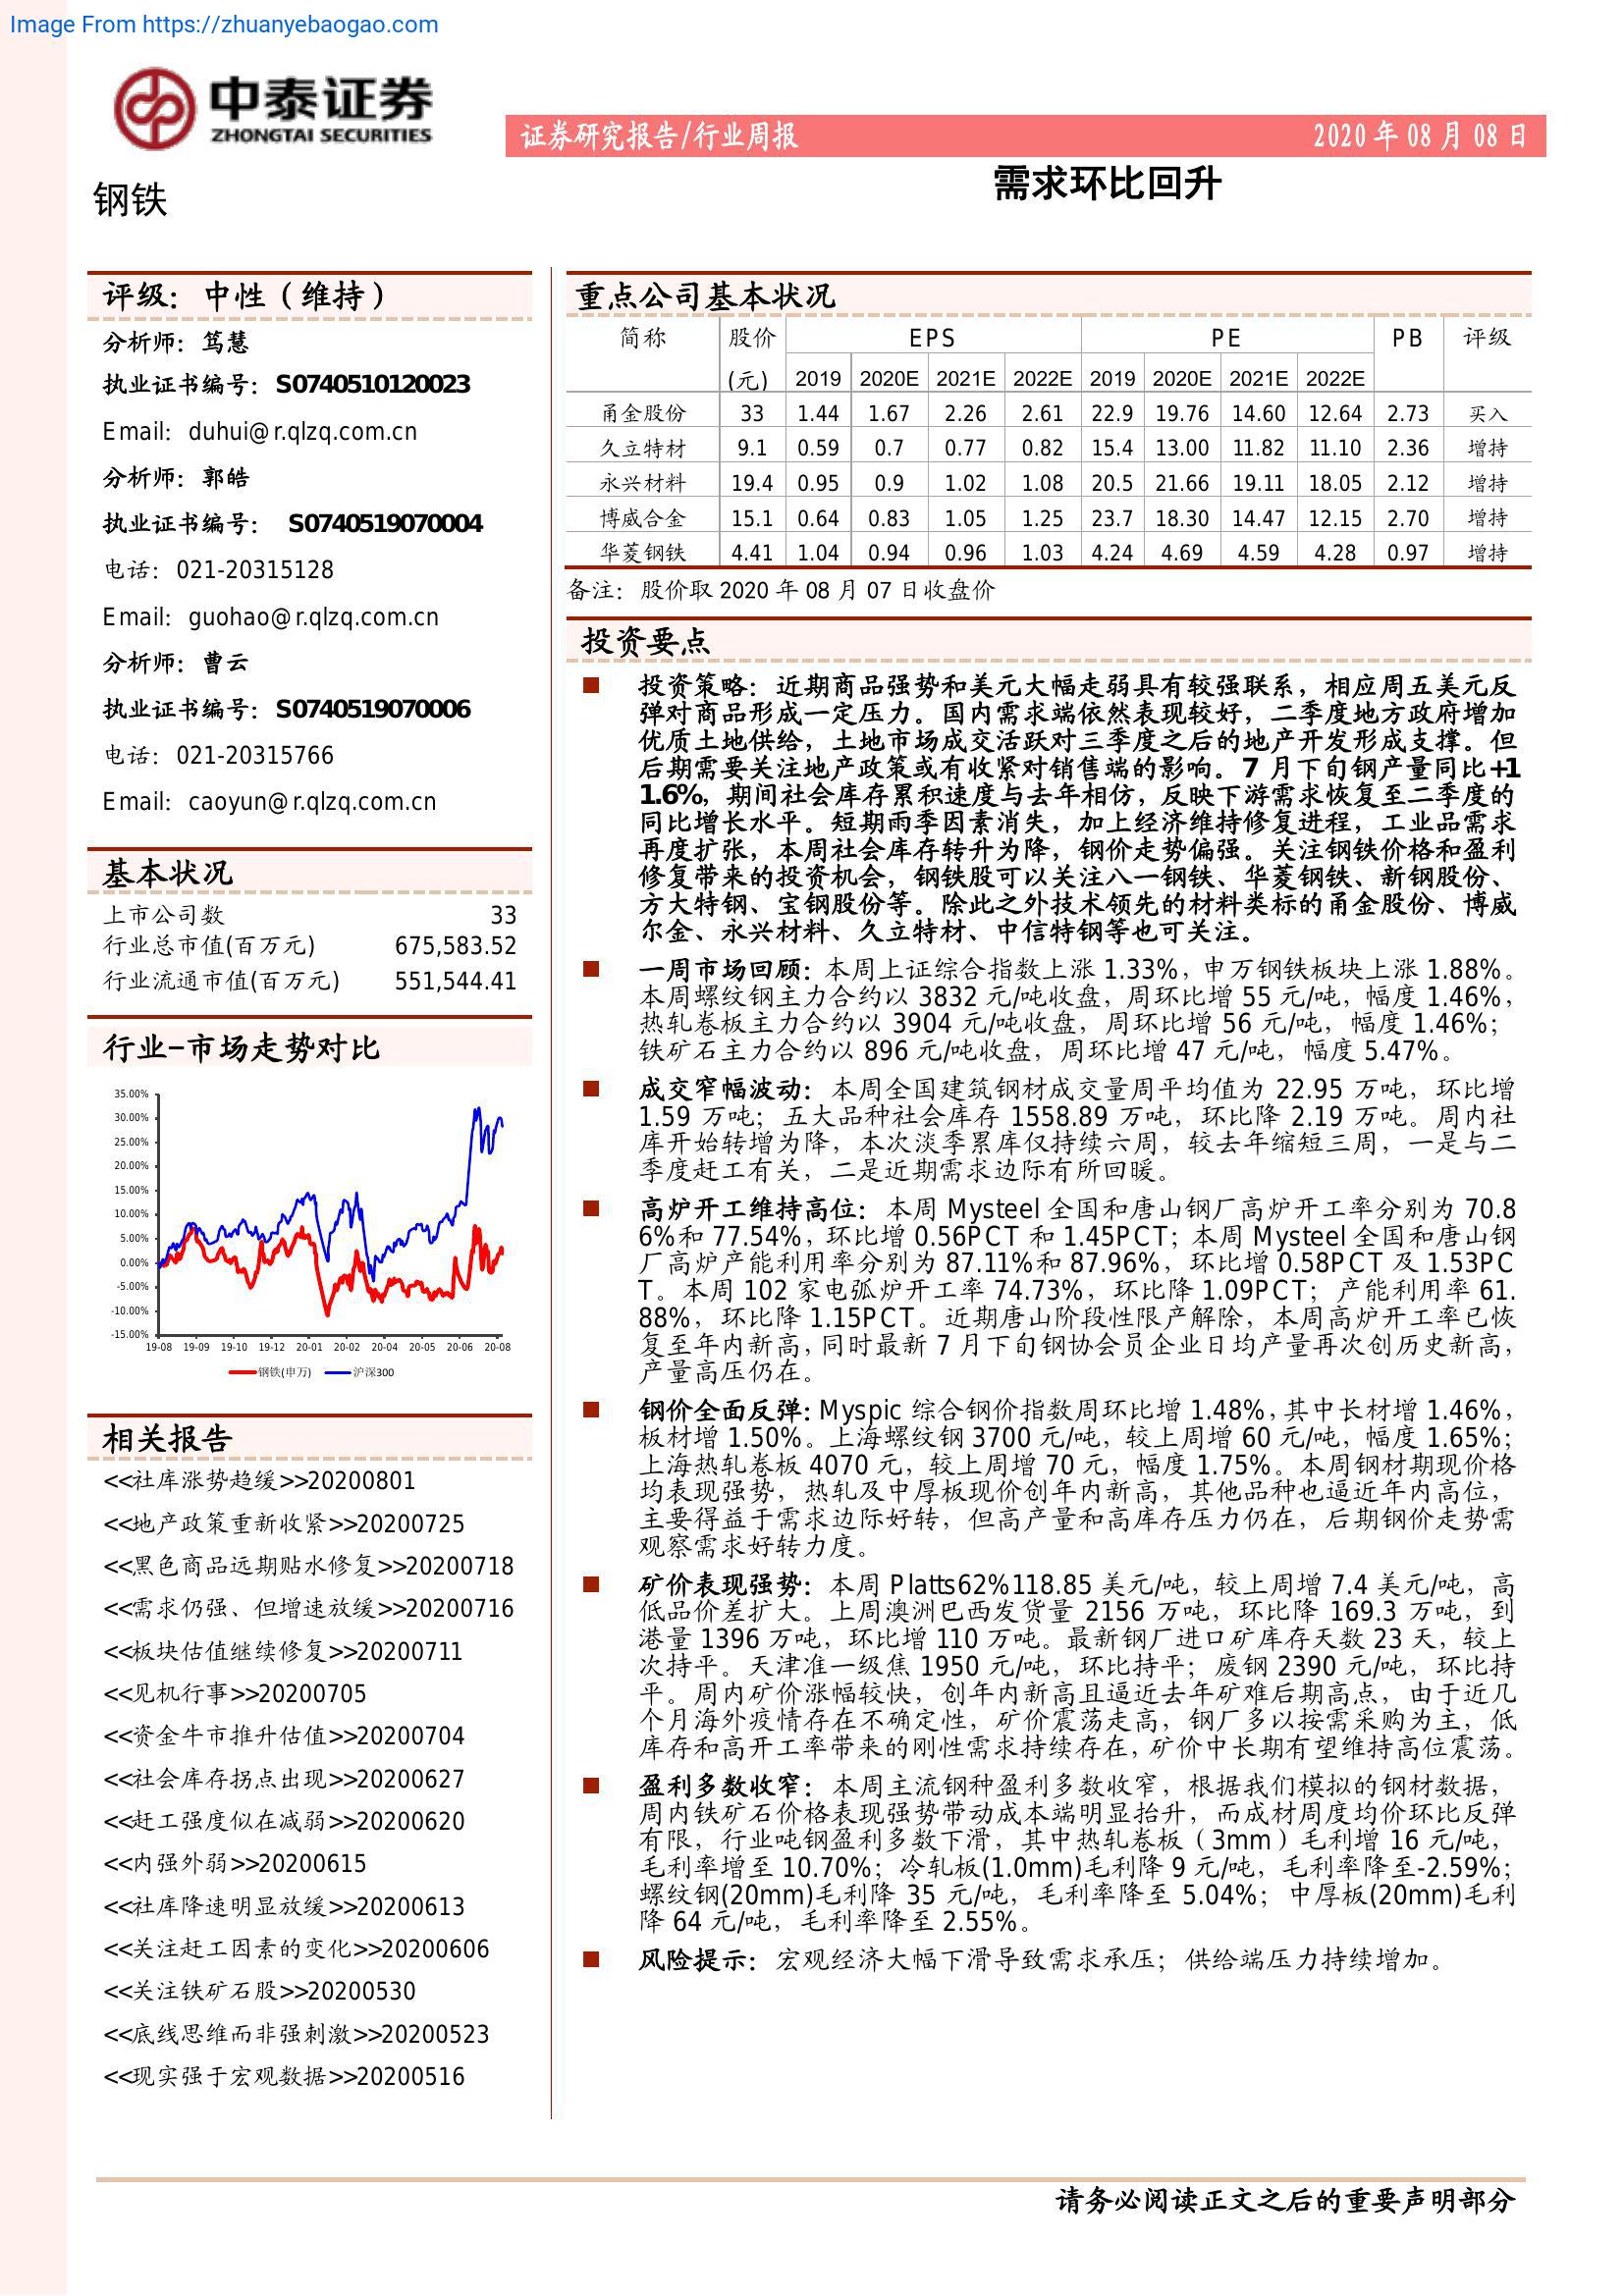 Image From https://zhuanyebaogao.com
中泰证券
ZHONGTAI SECURITIES
证券研究报告/行业周报
2020 年 08 月 08 日
钢铁
需求环比回升
评级：中性（维持）
分析师：笃慧
执业证书编号：S0740510120023
Email：duhui@r.qlzq.com.cn
分析师：郭皓
执业证书编号： S0740519070004
电话：021-20315128
Email：guohao@r.qlzq.com.cn
分析师：曹云
执业证书编号：S0740519070006
电话：021-20315766
Email：caoyun@r.qlzq.com.cn
基本状况
上市公司数 33
行业总市值(百万元) 675,583.52
行业流通市值(百万元) 551,544.41
行业-市场走势对比
35.00%
30.00%
25.00%
20.00%
15.00%
10.00%
5.00%
0.00%
-5.00%
-10.00%
-15.00%
19-08 19-09 19-10 19-12 20-01 20-02 20-04 20-05 20-06 20-08
钢铁(申万) 沪深300
相关报告
<<社库涨势趋缓>>20200801
<<地产政策重新收紧>>20200725
<<黑色商品远期贴水修复>>20200718
<<需求仍强、但增速放缓>>20200716
<<板块估值继续修复>>20200711
<<见机行事>>20200705
<<资金牛市推升估值>>20200704
<<社会库存拐点出现>>20200627
<<赶工强度似在减弱>>20200620
<<内强外弱>>20200615
<<社库降速明显放缓>>20200613
<<关注赶工因素的变化>>20200606
<<关注铁矿石股>>20200530
<<底线思维而非强刺激>>20200523
<<现实强于宏观数据>>20200516
重点公司基本状况
简称 股价 EPS PE PB 评级
(元) 2019 2020E 2021E 2022E 2019 2020E 2021E 2022E
甬金股份 33 1.44 1.67 2.26 2.61 22.9 19.76 14.60 12.64 2.73 买入
久立特材 9.1 0.59 0.7 0.77 0.82 15.4 13.00 11.82 11.10 2.36 增持
永兴材料 19.4 0.95 0.9 1.02 1.08 20.5 21.66 19.11 18.05 2.12 增持
博威合金 15.1 0.64 0.83 1.05 1.25 23.7 18.30 14.47 12.15 2.70 增持
华菱钢铁 4.41 1.04 0.94 0.96 1.03 4.24 4.69 4.59 4.28 0.97 增持
备注：股价取 2020 年 08 月 07 日收盘价
投资要点
投资策略：近期商品强势和美元大幅走弱具有较强联系，相应周五美元反
弹对商品形成一定压力。国内需求端依然表现较好，二季度地方政府增加
优质土地供给，土地市场成交活跃对三季度之后的地产开发形成支撑。但
后期需要关注地产政策或有收紧对销售端的影响。7 月下旬钢产量同比+1
1.6%，期间社会库存累积速度与去年相仿，反映下游需求恢复至二季度的
同比增长水平。短期雨季因素消失，加上经济维持修复进程，工业品需求
再度扩张，本周社会库存转升为降，钢价走势偏强。关注钢铁价格和盈利
修复带来的投资机会，钢铁股可以关注八一钢铁、华菱钢铁、新钢股份、
方大特钢、宝钢股份等。除此之外技术领先的材料类标的甬金股份、博威
尔金、永兴材料、久立特材、中信特钢等也可关注。
一周市场回顾：本周上证综合指数上涨 1.33%，申万钢铁板块上涨 1.88%。
本周螺纹钢主力合约以 3832 元/吨收盘，周环比增 55 元/吨，幅度 1.46%，
热轧卷板主力合约以 3904 元/吨收盘，周环比增 56 元/吨，幅度 1.46%；
铁矿石主力合约以 896 元/吨收盘，周环比增 47 元/吨，幅度 5.47%。
成交窄幅波动：本周全国建筑钢材成交量周平均值为 22.95 万吨，环比增
1.59 万吨；五大品种社会库存 1558.89 万吨，环比降 2.19 万吨。周内社
库开始转增为降，本次淡季累库仅持续六周，较去年缩短三周，一是与二
季度赶工有关，二是近期需求边际有所回暖。
高炉开工维持高位：本周 Mysteel 全国和唐山钢厂高炉开工率分别为 70.8
6%和 77.54%，环比增 0.56PCT 和 1.45PCT；本周 Mysteel 全国和唐山钢
厂高炉产能利用率分别为 87.11%和 87.96%，环比增 0.58PCT 及 1.53PC
T。本周 102 家电弧炉开工率 74.73%，环比降 1.09PCT；产能利用率 61.
88%，环比降 1.15PCT。近期唐山阶段性限产解除，本周高炉开工率已恢
复至年内新高，同时最新 7 月下旬钢协会员企业日均产量再次创历史新高，
产量高压仍在。
钢价全面反弹：Myspic 综合钢价指数周环比增 1.48%，其中长材增 1.46%，
板材增 1.50%。上海螺纹钢 3700 元/吨，较上周增 60 元/吨，幅度 1.65%；
上海热轧卷板 4070 元，较上周增 70 元，幅度 1.75%。本周钢材期现价格
均表现强势，热轧及中厚板现价创年内新高，其他品种也逼近年内高位，
主要得益于需求边际好转，但高产量和高库存压力仍在，后期钢价走势需
观察需求好转力度。
矿价表现强势：本周 Platts62%118.85 美元/吨，较上周增 7.4 美元/吨，高
低品价差扩大。上周澳洲巴西发货量 2156 万吨，环比降 169.3 万吨，到
港量 1396 万吨，环比增 110 万吨。最新钢厂进口矿库存天数 23 天，较上
次持平。天津准一级焦 1950 元/吨，环比持平；废钢 2390 元/吨，环比持
平。周内矿价涨幅较快，创年内新高且逼近去年矿难后期高点，由于近几
个月海外疫情存在不确定性，矿价震荡走高，钢厂多以按需采购为主，低
库存和高开工率带来的刚性需求持续存在，矿价中长期有望维持高位震荡。
盈利多数收窄：本周主流钢种盈利多数收窄，根据我们模拟的钢材数据，
周内铁矿石价格表现强势带动成本端明显抬升，而成材周度均价环比反弹
有限，行业吨钢盈利多数下滑，其中热轧卷板（3mm）毛利增 16 元/吨，
毛利率增至 10.70%；冷轧板(1.0mm)毛利降 9 元/吨，毛利率降至-2.59%；
螺纹钢(20mm)毛利降 35 元/吨，毛利率降至 5.04%；中厚板(20mm)毛利
降 64 元/吨，毛利率降至 2.55%。
风险提示：宏观经济大幅下滑导致需求承压；供给端压力持续增加。
请务必阅读正文之后的重要声明部分